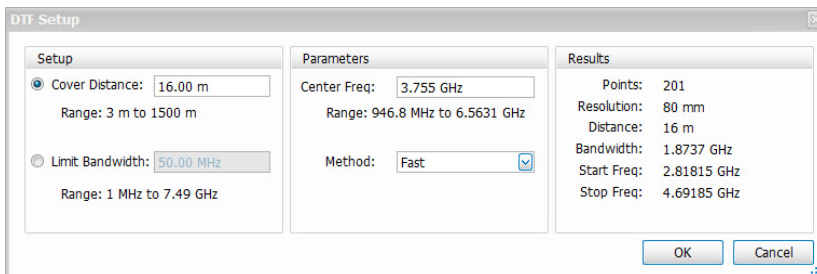 DTF Setup
Setup
Cover Distance: 16.00 m
Range: 3 m to 1500 m
Limit Bandwidth: 50.00 MHz
Range: 1 MHz to 7.49 GHz
Parameters
Center Freq: 3.755 GHz
Range: 946.8 MHz to 6.5631 GHz
Method: Fast
Results
Points: 201
Resolution: 80 mm
Distance: 16 m
Bandwidth: 1.8737 GHz
Start Freq: 2.81815 GHz
Stop Freq: 4.69185 GHz
OK
Cancel